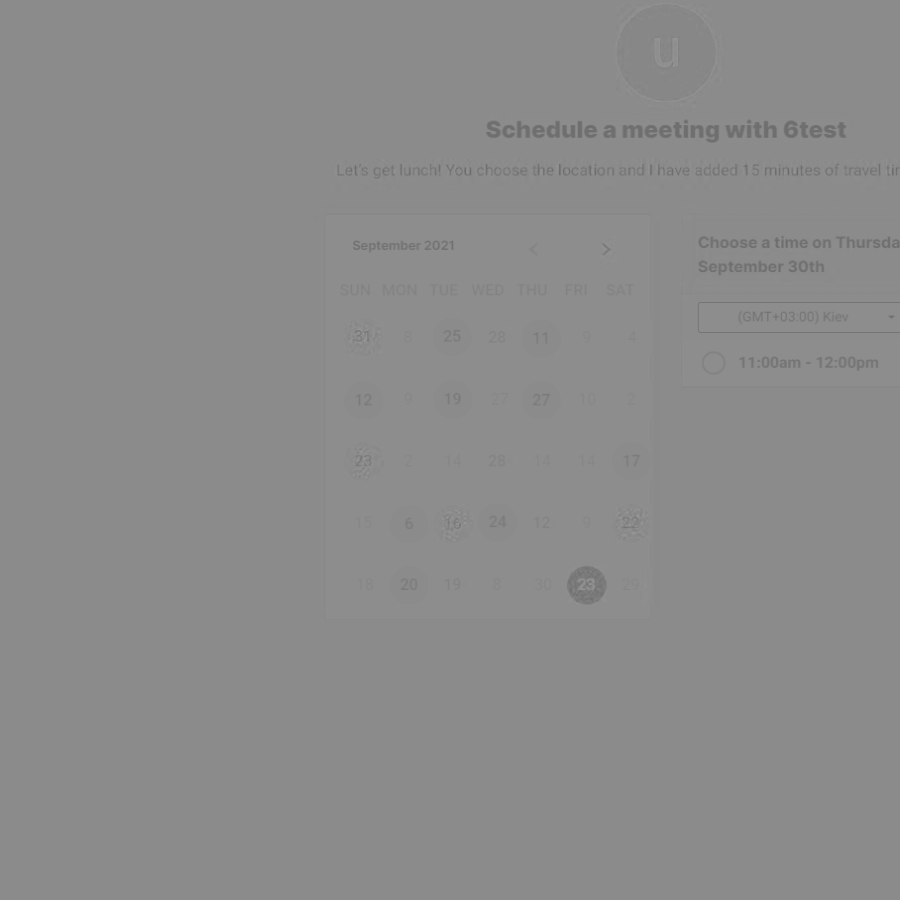 u
Schedule a meeting with 6test
Let's get lunch! You choose the location and I have added 15 minutes of travel
September 2021
SUN MON TUE WED THU FRI SAT
31 8 25 28 11 9 4
12 9 19 27 27 10 2
23 2 14 28 14 14 17
15 6 16 24 12 9 22
18 20 19 6 30 23 29
Choose a time on Thursda
September 30th
(GMT+03:00) Kiev
11:00am - 12:00pm